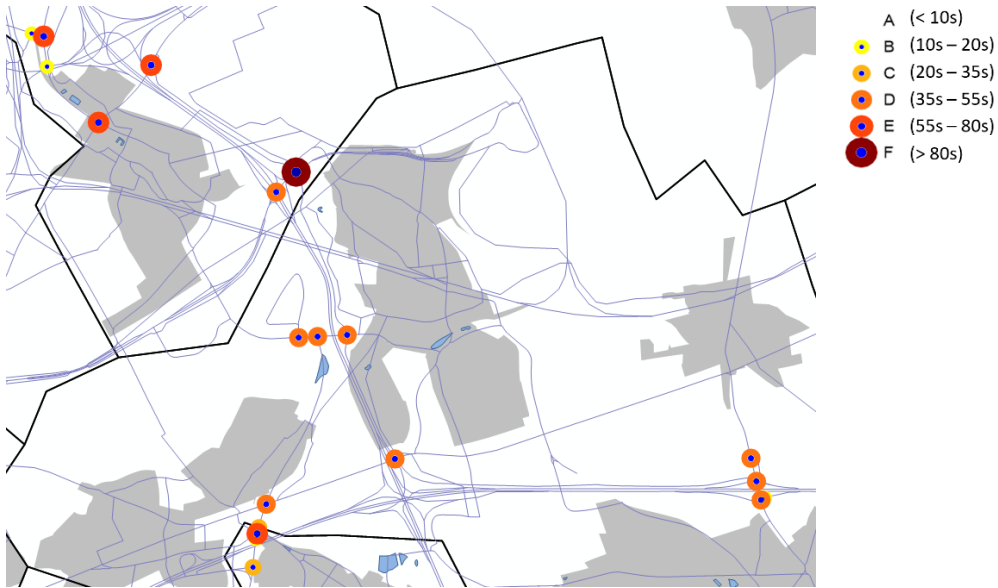 A (< 10s)
B (10s – 20s)
C (20s – 35s)
D (35s – 55s)
E (55s – 80s)
F (> 80s)